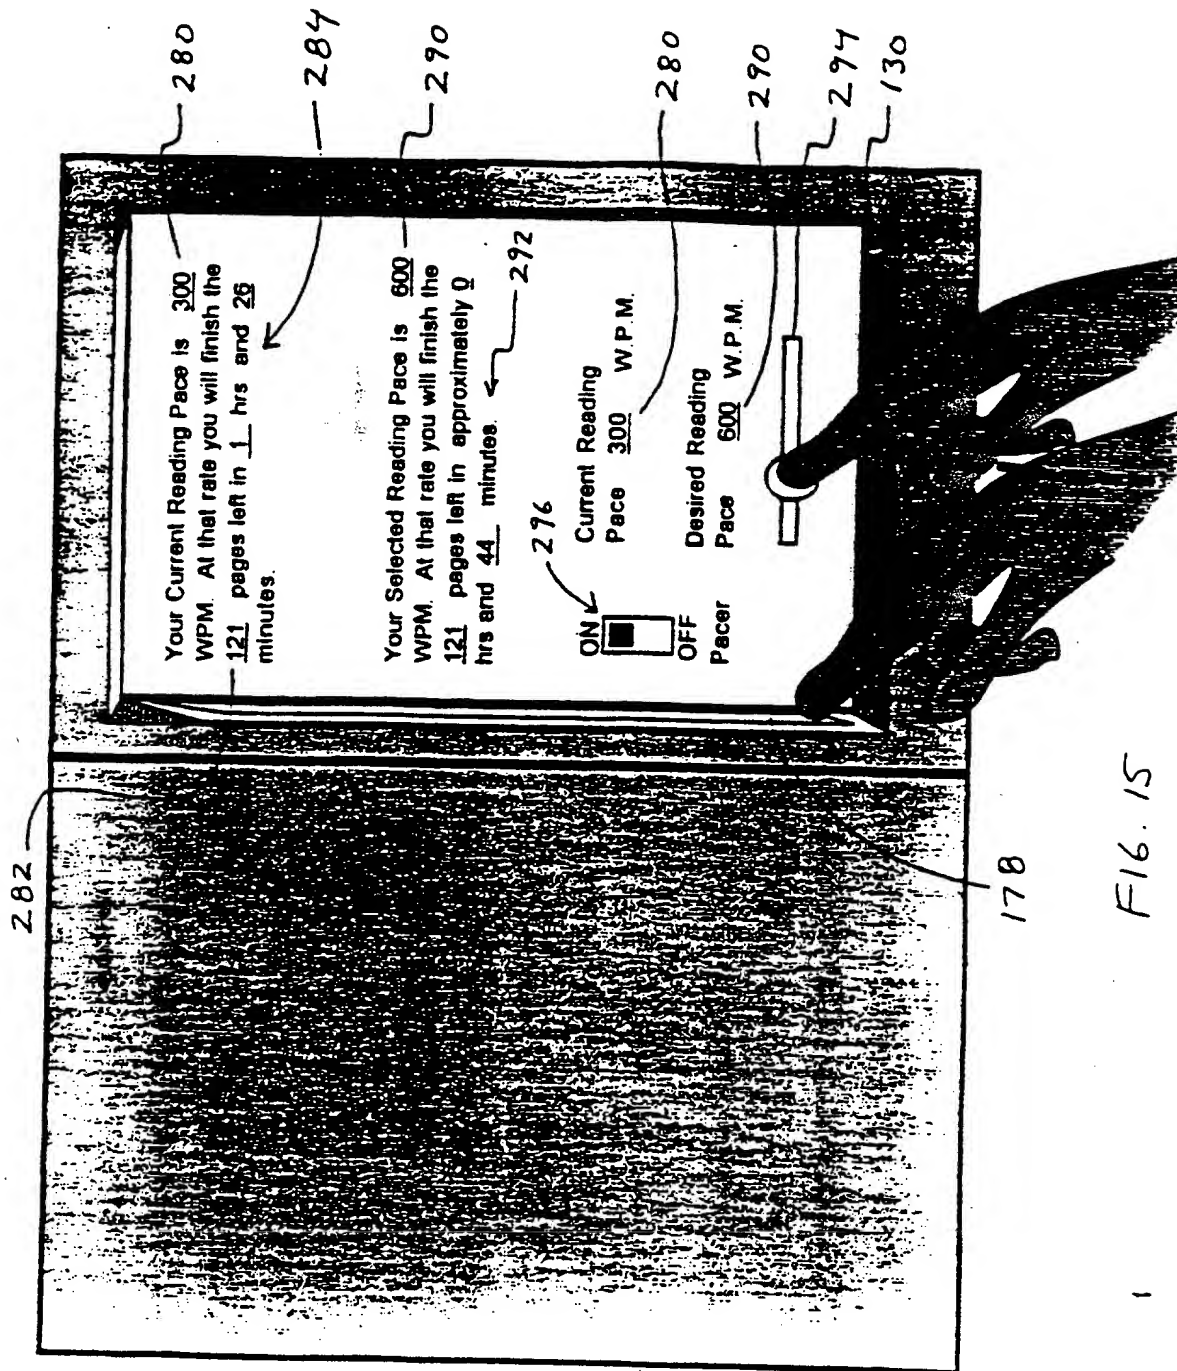 282
Your Current Reading Pace is 300
WPM. At that rate you will finish the
121 pages left in 1 hrs and 26
minutes.
280
284
Your Selected Reading Pace is 600
WPM. At that rate you will finish the
121 pages left in approximately 0
hrs and 44 minutes.
290
292
296
ON
OFF
Pacer
Current Reading
Pace 300 W.P.M.
280
Desired Reading
Pace 600 W.P.M.
290
294
130
178
FIG. 15